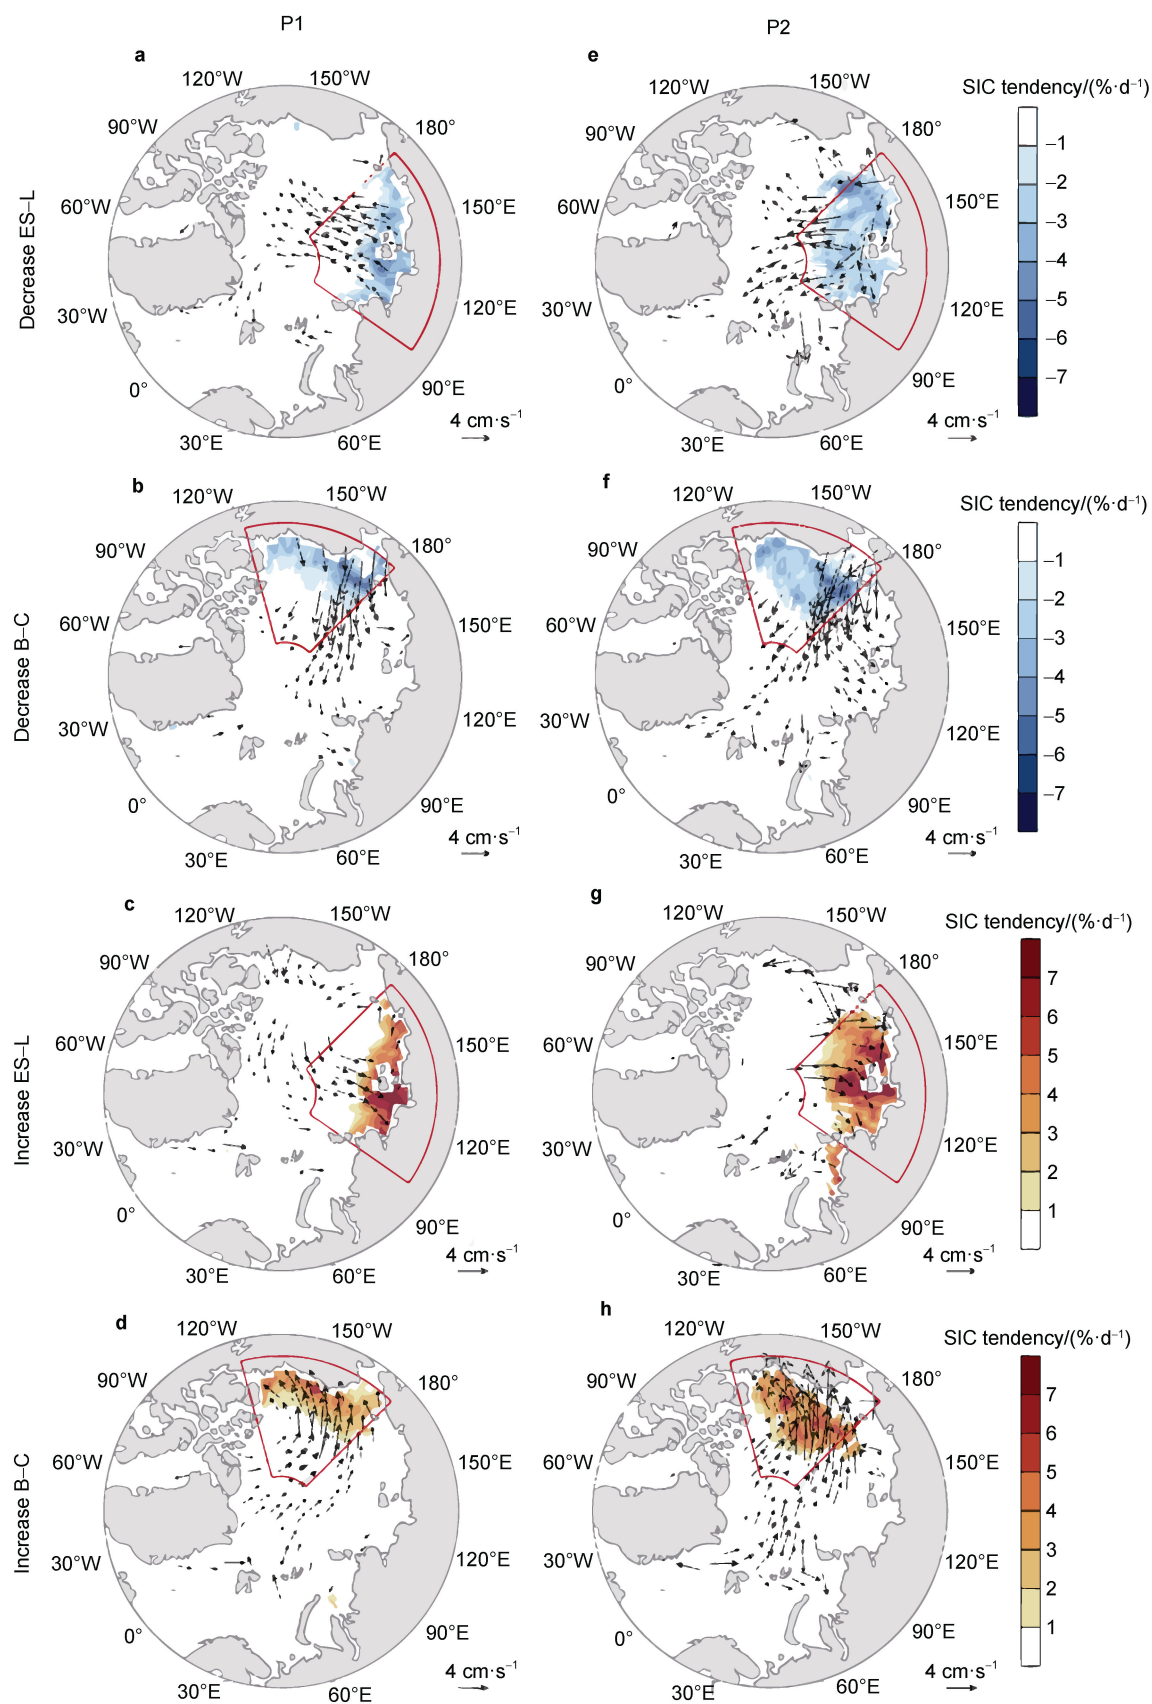 P1
P2
a
120°W
150°W
90°W
180°
60°W
150°E
30°W
120°E
0°
90°E
30°E
60°E
4 cm·s⁻¹
Decrease ES–L
e
120°W
150°W
90°W
180°
60W
150°E
30°W
120°E
0°
90°E
30°E
60°E
4 cm·s⁻¹
SIC tendency/(%·d⁻¹)
–1
–2
–3
–4
–5
–6
–7
b
120°W
150°W
90°W
180°
60°W
150°E
30°W
120°E
0°
90°E
30°E
60°E
4 cm·s⁻¹
Decrease B–C
f
120°W
150°W
90°W
180°
60°W
150°E
30°W
120°E
0°
90°E
30°E
60°E
4 cm·s⁻¹
SIC tendency/(%·d⁻¹)
–1
–2
–3
–4
–5
–6
–7
c
120°W
150°W
90°W
180°
60°W
150°E
30°W
120°E
0°
90°E
30°E
60°E
4 cm·s⁻¹
Increase ES–L
g
120°W
150°W
90°W
180°
60°W
150°E
30°W
120°E
0°
90°E
30°E
60°E
4 cm·s⁻¹
SIC tendency/(%·d⁻¹)
7
6
5
4
3
2
1
d
120°W
150°W
90°W
180°
60°W
150°E
30°W
120°E
0°
90°E
30°E
60°E
4 cm·s⁻¹
Increase B–C
h
120°W
150°W
90°W
180°
60°W
150°E
30°W
120°E
0°
90°E
30°E
60°E
4 cm·s⁻¹
SIC tendency/(%·d⁻¹)
7
6
5
4
3
2
1